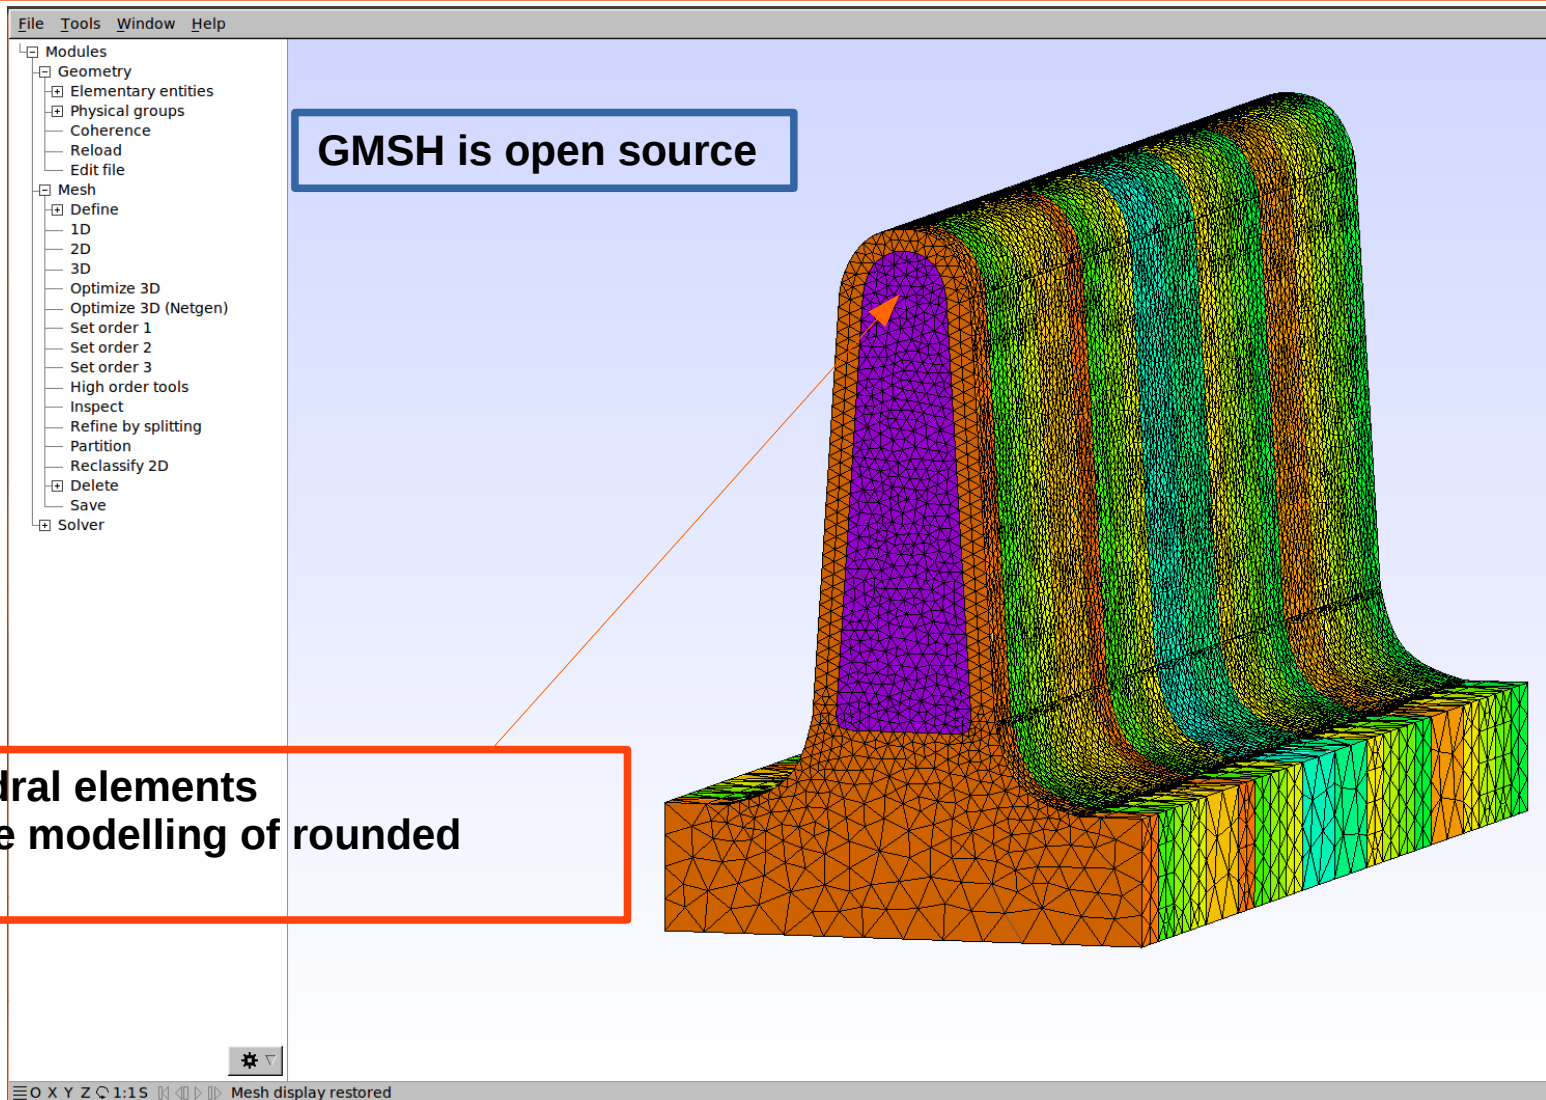 File Tools Window Help
Modules
Geometry
Elementary entities
Physical groups
Coherence
Reload
Edit file
Mesh
Define
1D
2D
3D
Optimize 3D
Optimize 3D (Netgen)
Set order 1
Set order 2
Set order 3
High order tools
Inspect
Refine by splitting
Partition
Reclassify 2D
Delete
Save
Solver
GMSH is open source
dral elements
e modelling of rounded
O X Y Z 1:1 S Mesh display restored